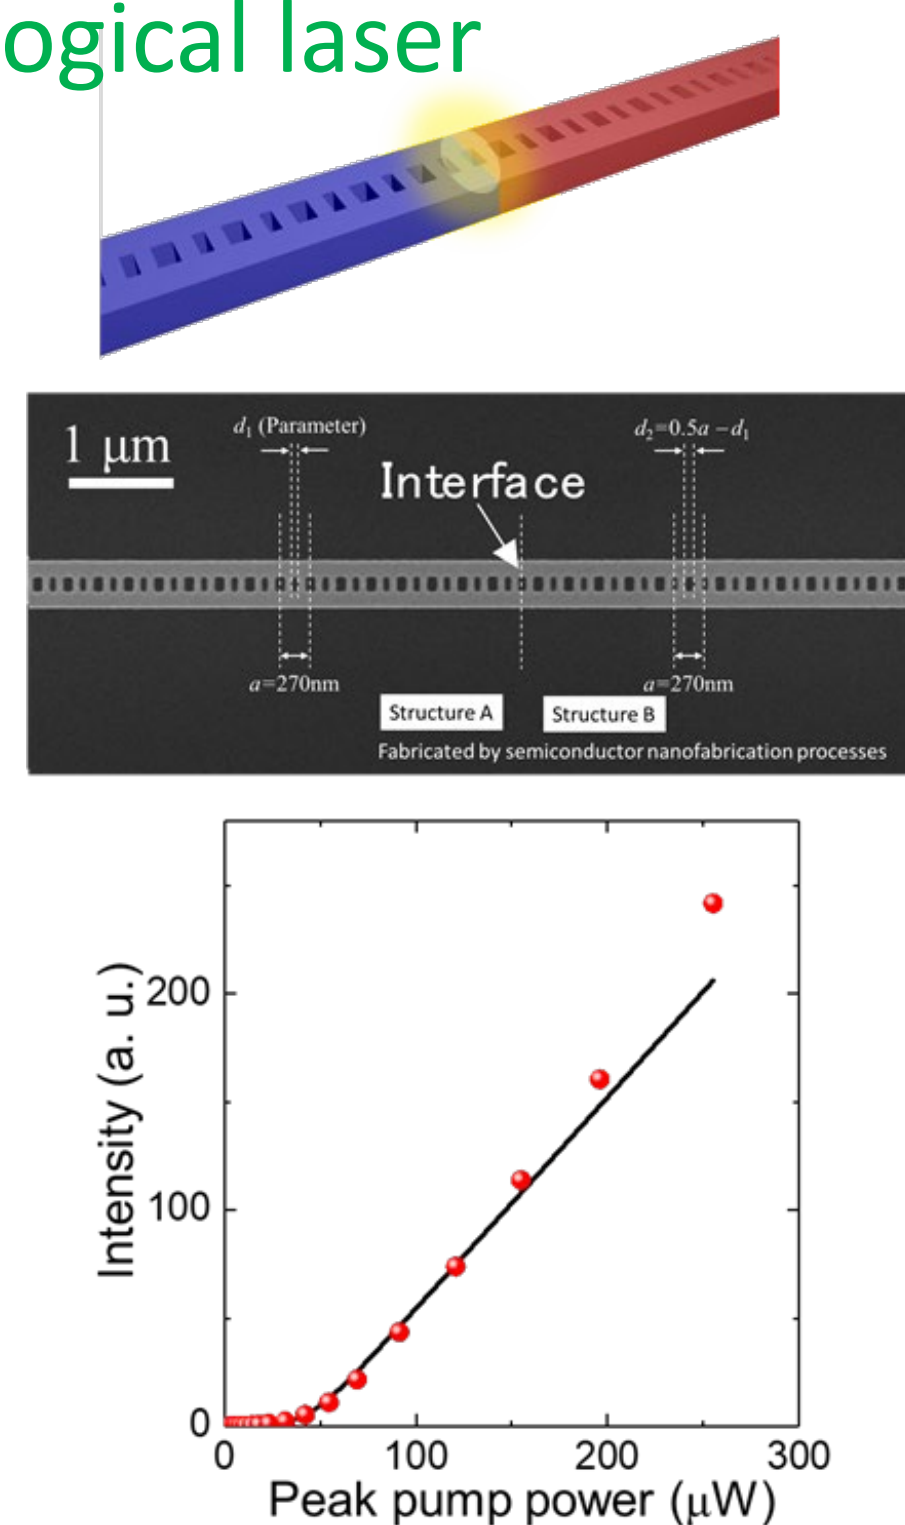 ogical laser
1 μm
d₁ (Parameter)
d₂=0.5a −d₁
Interface
a=270nm
a=270nm
Structure A
Structure B
Fabricated by semiconductor nanofabrication processes
Intensity (a. u.)
200
100
0
0
100
200
300
Peak pump power (μW)